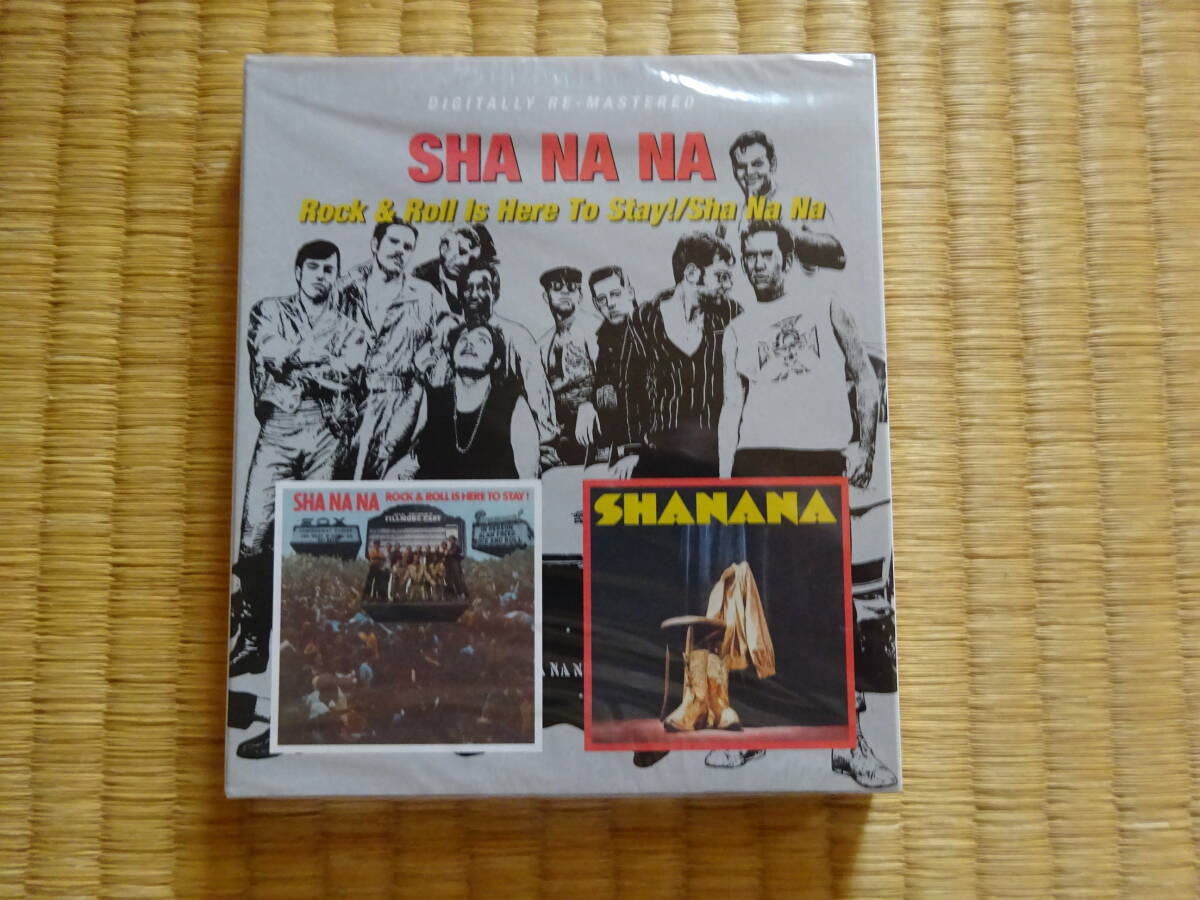 DIGITALLY RE-MASTERED
SHA NA NA
Rock & Roll Is Here To Stay!/Sha Na Na
SHA NA NA ROCK & ROLL IS HERE TO STAY!
FILLMORE EAST
SHANANA